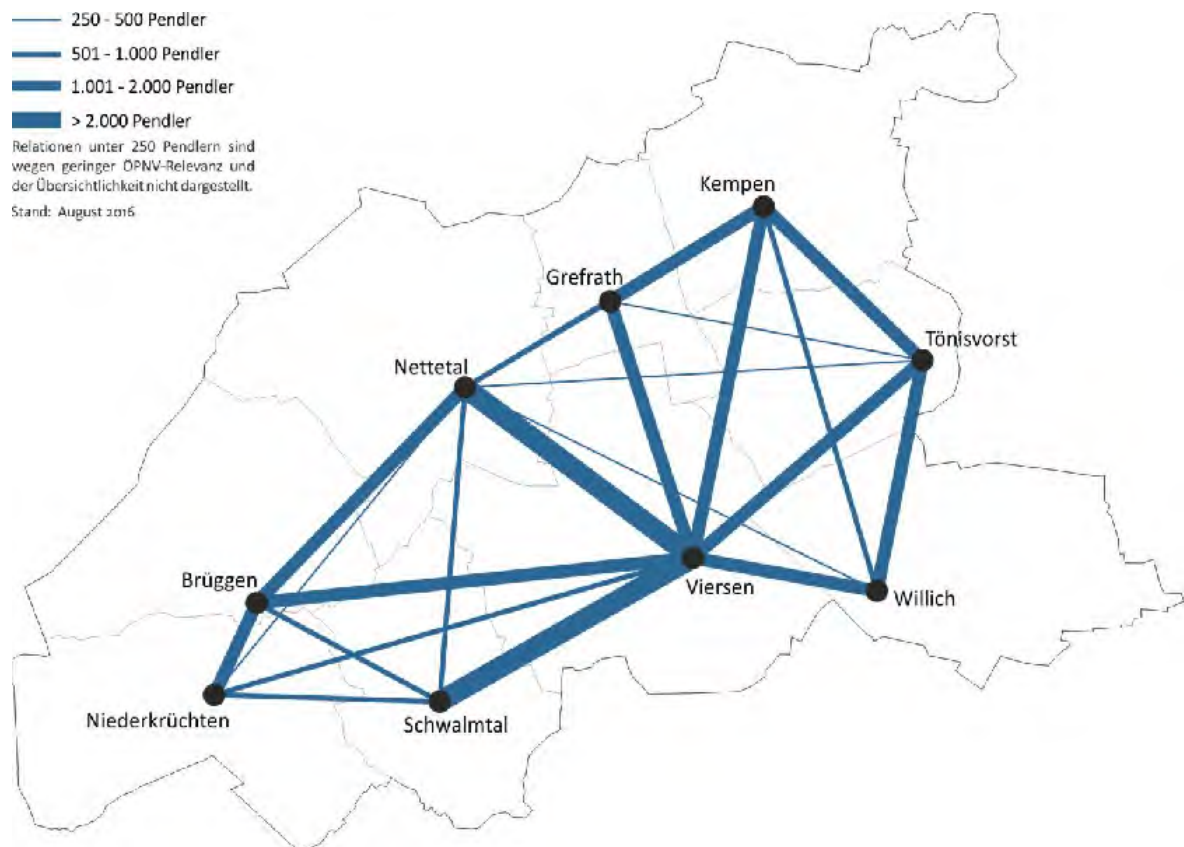 250 - 500 Pendler
501 - 1.000 Pendler
1.001 - 2.000 Pendler
> 2.000 Pendler
Relationen unter 250 Pendlern sind
wegen geringer ÖPNV-Relevanz und
der Übersichtlichkeit nicht dargestellt.
Stand: August 2016
Kempen
Grefrath
Tönisvorst
Nettetal
Brüggen
Viersen
Willich
Niederkrüchten
Schwalmtal